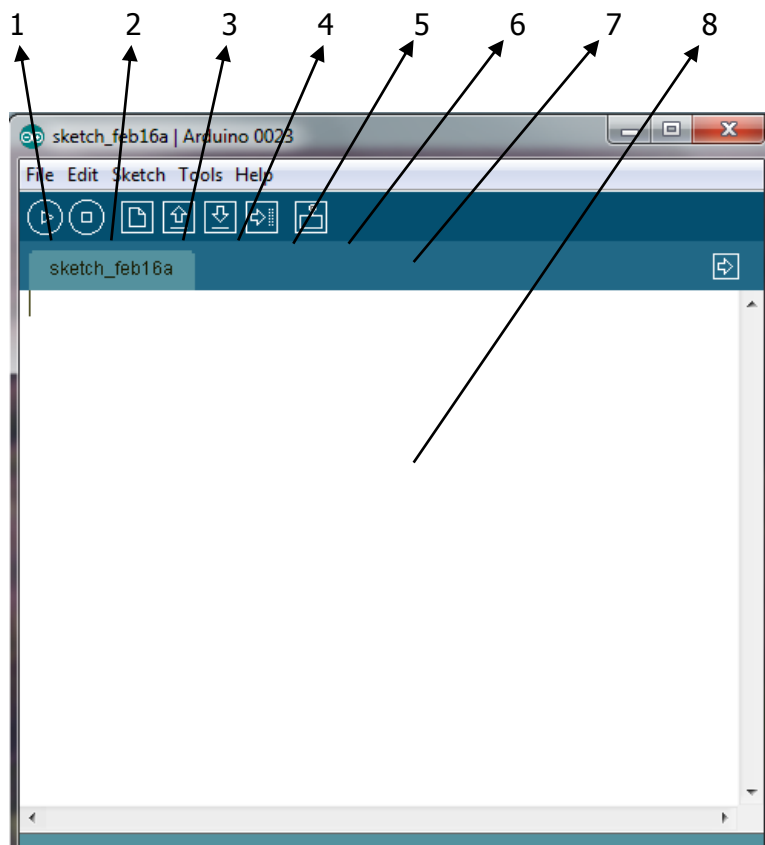 1 2 3 4 5 6 7 8
sketch_feb16a | Arduino 0023
File Edit Sketch Tools Help
sketch_feb16a